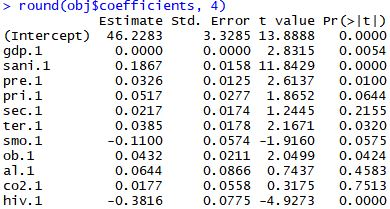 > round(obj$coefficients, 4)
Estimate Std. Error t value Pr(>|t|)
(Intercept) 46.2283 3.3285 13.8888 0.0000
gdp.1 0.0000 0.0000 2.8315 0.0054
sani.1 0.1867 0.0158 11.8429 0.0000
pre.1 0.0326 0.0125 2.6137 0.0100
pri.1 0.0517 0.0277 1.8652 0.0644
sec.1 0.0217 0.0174 1.2445 0.2155
ter.1 0.0385 0.0178 2.1671 0.0320
smo.1 -0.1100 0.0574 -1.9160 0.0575
ob.1 0.0432 0.0211 2.0499 0.0424
al.1 0.0644 0.0866 0.7437 0.4583
co2.1 0.0177 0.0558 0.3175 0.7513
hiv.1 -0.3816 0.0774 -4.9273 0.0000